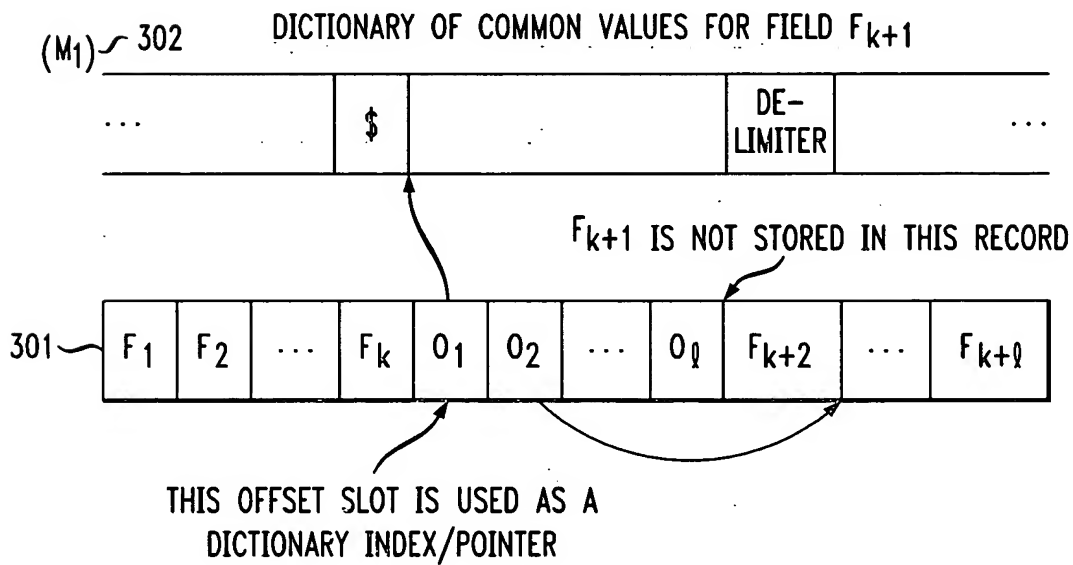 DICTIONARY OF COMMON VALUES FOR FIELD Fk+1
(M1) 302
... $ DE-
LIMITER ...
Fk+1 IS NOT STORED IN THIS RECORD
301 F1 F2 ... Fk O1 O2 ... Oℓ Fk+2 ... Fk+ℓ
THIS OFFSET SLOT IS USED AS A
DICTIONARY INDEX/POINTER